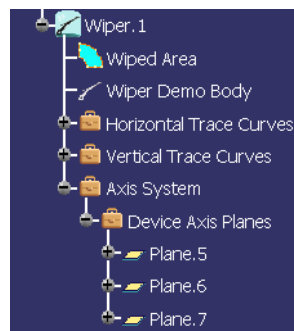 Wiper.1
Wiped Area
Wiper Demo Body
Horizontal Trace Curves
Vertical Trace Curves
Axis System
Device Axis Planes
Plane.5
Plane.6
Plane.7